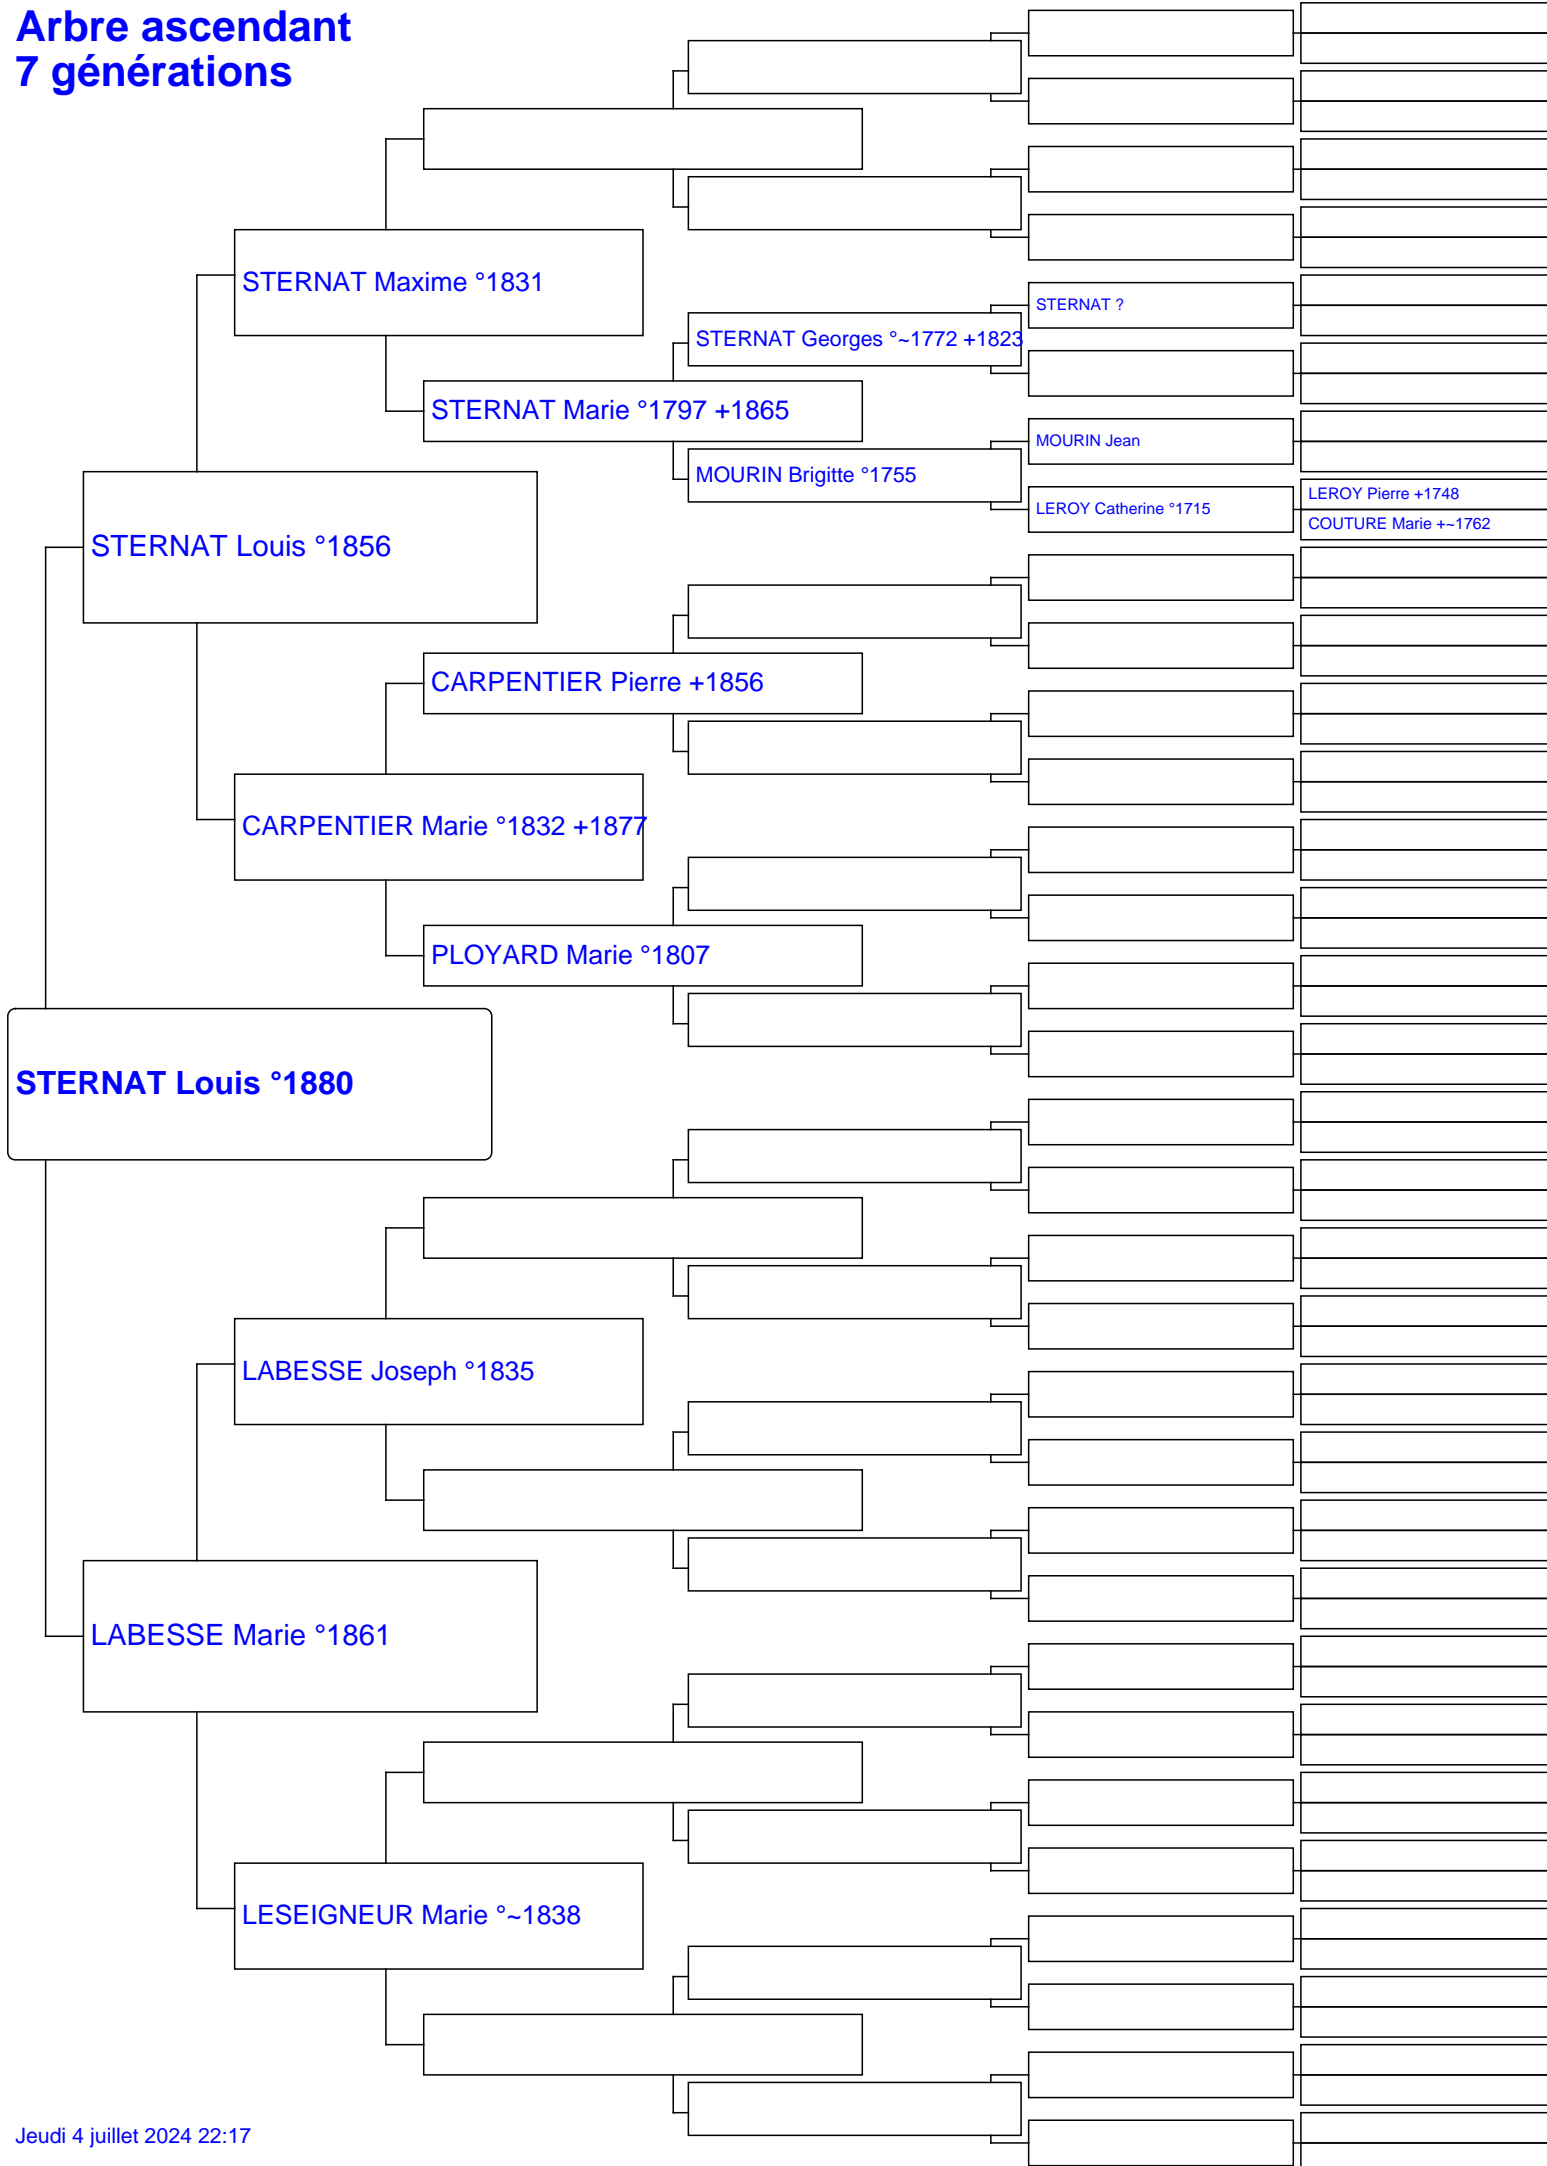 Arbre ascendant
7 générations
STERNAT Maxime °1831
STERNAT ?
STERNAT Georges °~1772 +1823
STERNAT Marie °1797 +1865
MOURIN Jean
MOURIN Brigitte °1755
LEROY Catherine °1715
LEROY Pierre +1748
COUTURE Marie +~1762
STERNAT Louis °1856
CARPENTIER Pierre +1856
CARPENTIER Marie °1832 +1877
PLOYARD Marie °1807
STERNAT Louis °1880
LABESSE Joseph °1835
LABESSE Marie °1861
LESEIGNEUR Marie °~1838
Jeudi 4 juillet 2024 22:17